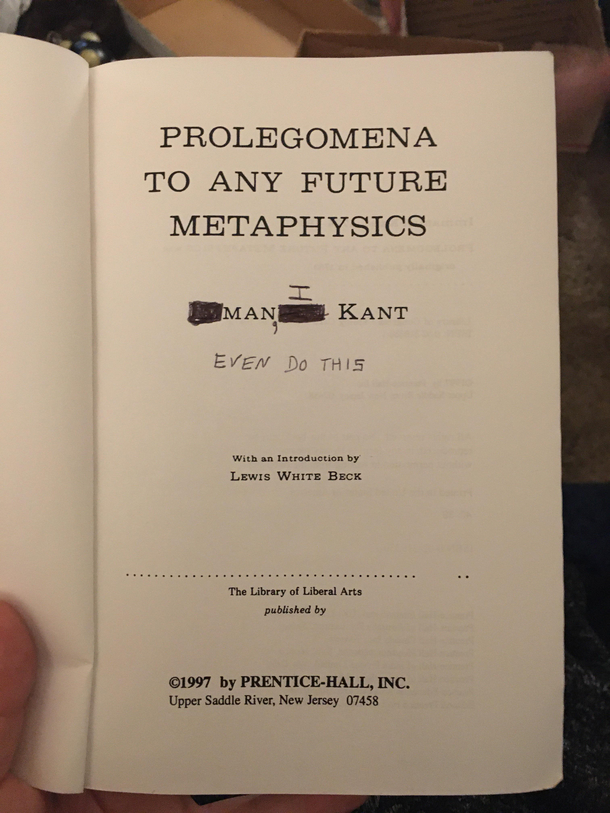 PROLEGOMENA
TO ANY FUTURE
METAPHYSICS
MAN, I KANT
EVEN DO THIS
With an Introduction by
LEWIS WHITE BECK
The Library of Liberal Arts
published by
©1997 by PRENTICE-HALL, INC.
Upper Saddle River, New Jersey 07458